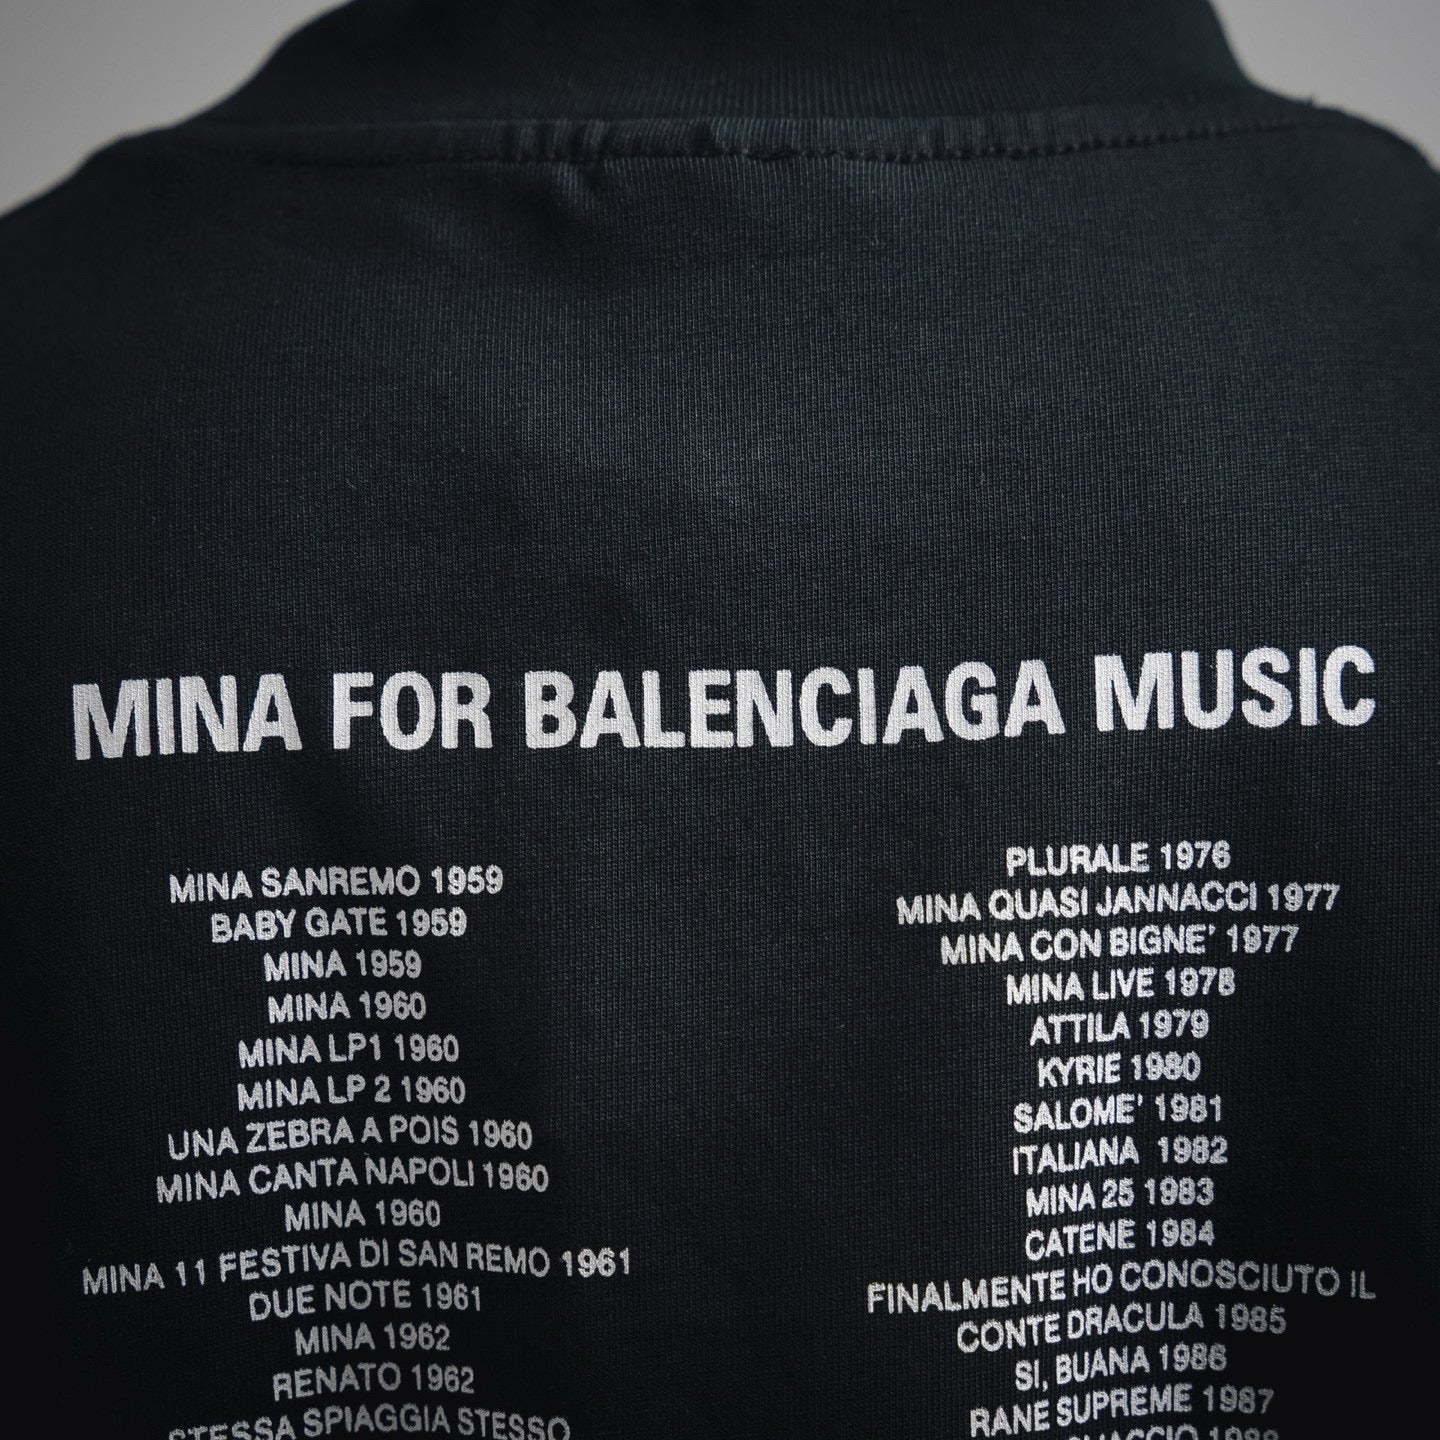 MINA FOR BALENCIAGA MUSIC
MINA SANREMO 1959
BABY GATE 1959
MINA 1959
MINA 1960
MINA LP1 1960
MINA LP 2 1960
UNA ZEBRA A POIS 1960
MINA CANTA NAPOLI 1960
MINA 1960
MINA 11 FESTIVA DI SAN REMO 1961
DUE NOTE 1961
MINA 1962
RENATO 1962
STESSA SPIAGGIA STESSO
PLURALE 1976
MINA QUASI JANNACCI 1977
MINA CON BIGNE' 1977
MINA LIVE 1978
ATTILA 1979
KYRIE 1980
SALOME' 1981
ITALIANA 1982
MINA 25 1983
CATENE 1984
FINALMENTE HO CONOSCIUTO IL
CONTE DRACULA 1985
SI, BUANA 1986
RANE SUPREME 1987